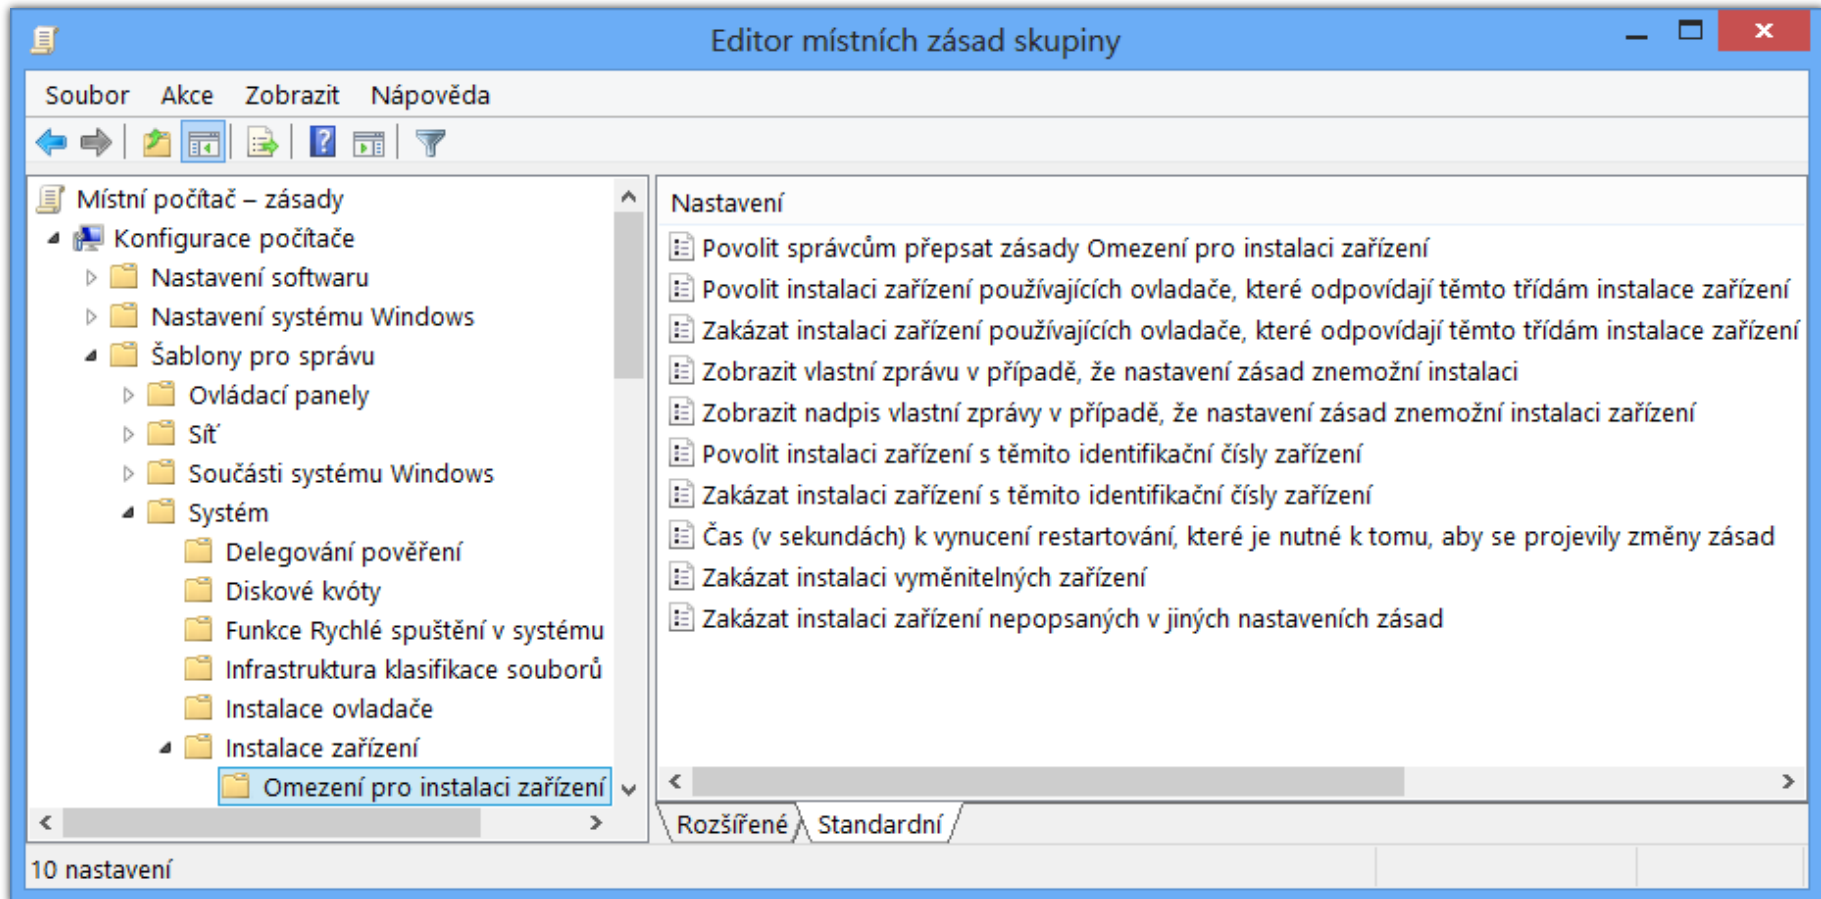 Editor místních zásad skupiny
Soubor Akce Zobrazit Nápověda
Místní počítač – zásady
Konfigurace počítače
Nastavení softwaru
Nastavení systému Windows
Šablony pro správu
Ovládací panely
Síť
Součásti systému Windows
Systém
Delegování pověření
Diskové kvóty
Funkce Rychlé spuštění v systému
Infrastruktura klasifikace souborů
Instalace ovladače
Instalace zařízení
Omezení pro instalaci zařízení
Nastavení
Povolit správcům přepsat zásady Omezení pro instalaci zařízení
Povolit instalaci zařízení používajících ovladače, které odpovídají těmto třídám instalace zařízení
Zakázat instalaci zařízení používajících ovladače, které odpovídají těmto třídám instalace zařízení
Zobrazit vlastní zprávu v případě, že nastavení zásad znemožní instalaci
Zobrazit nadpis vlastní zprávy v případě, že nastavení zásad znemožní instalaci zařízení
Povolit instalaci zařízení s těmito identifikační čísly zařízení
Zakázat instalaci zařízení s těmito identifikační čísly zařízení
Čas (v sekundách) k vynucení restartování, které je nutné k tomu, aby se projevily změny zásad
Zakázat instalaci vyměnitelných zařízení
Zakázat instalaci zařízení nepopsaných v jiných nastaveních zásad
Rozšířené Standardní
10 nastavení